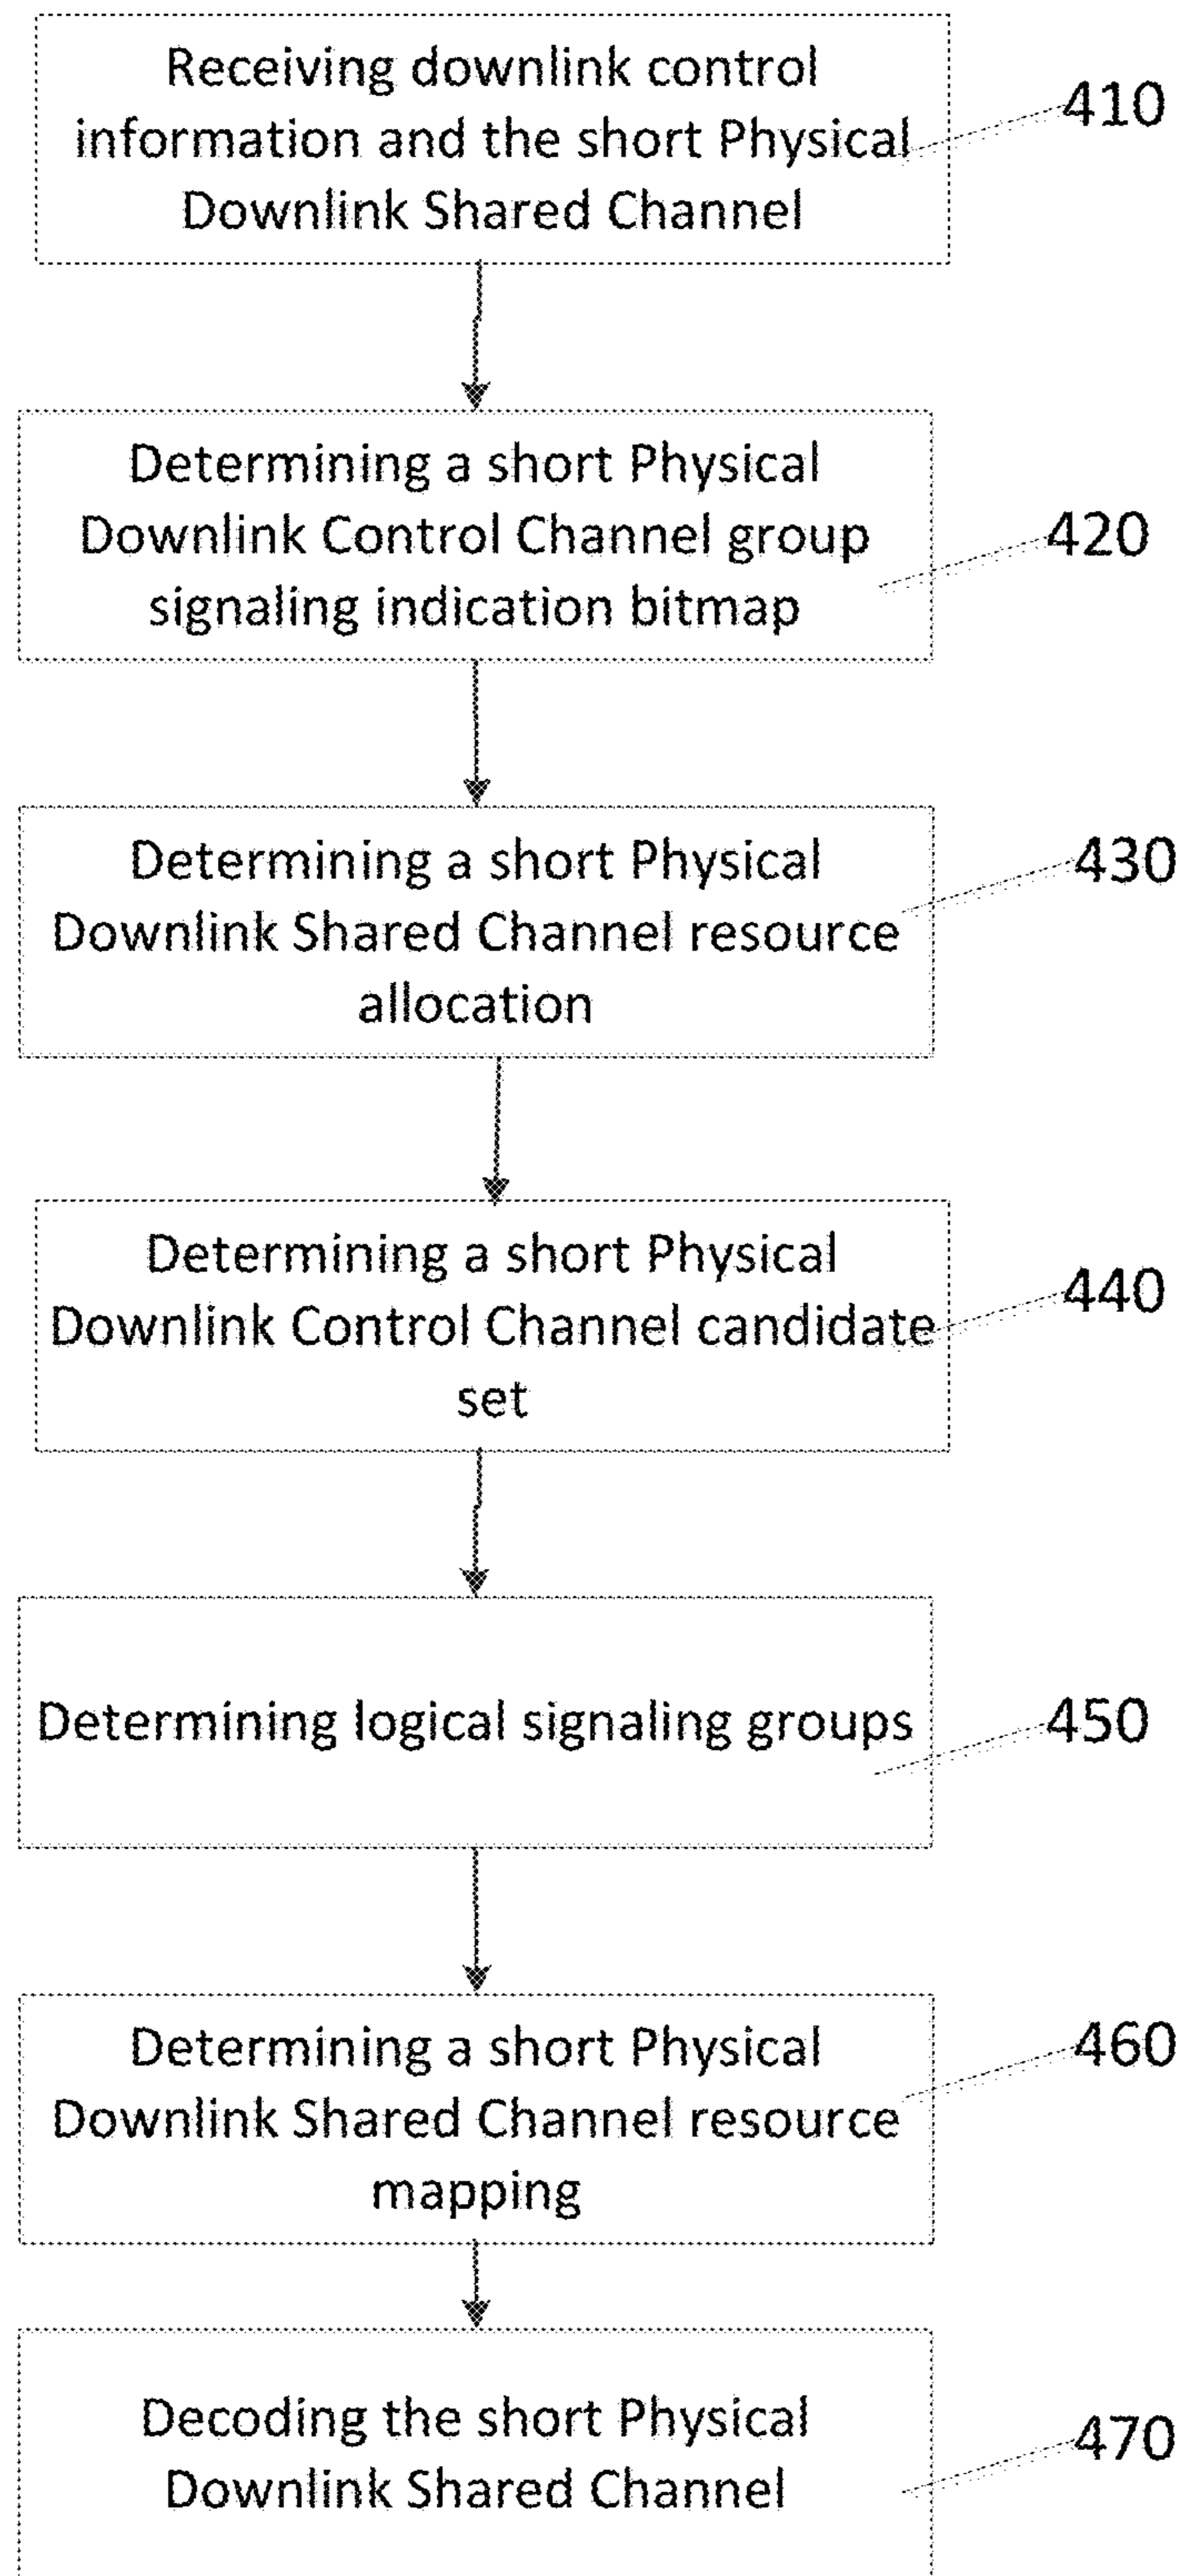 Receiving downlink control
information and the short Physical
Downlink Shared Channel
410
Determining a short Physical
Downlink Control Channel group
signaling indication bitmap
420
Determining a short Physical
Downlink Shared Channel resource
allocation
430
Determining a short Physical
Downlink Control Channel candidate
set
440
Determining logical signaling groups
450
Determining a short Physical
Downlink Shared Channel resource
mapping
460
Decoding the short Physical
Downlink Shared Channel
470